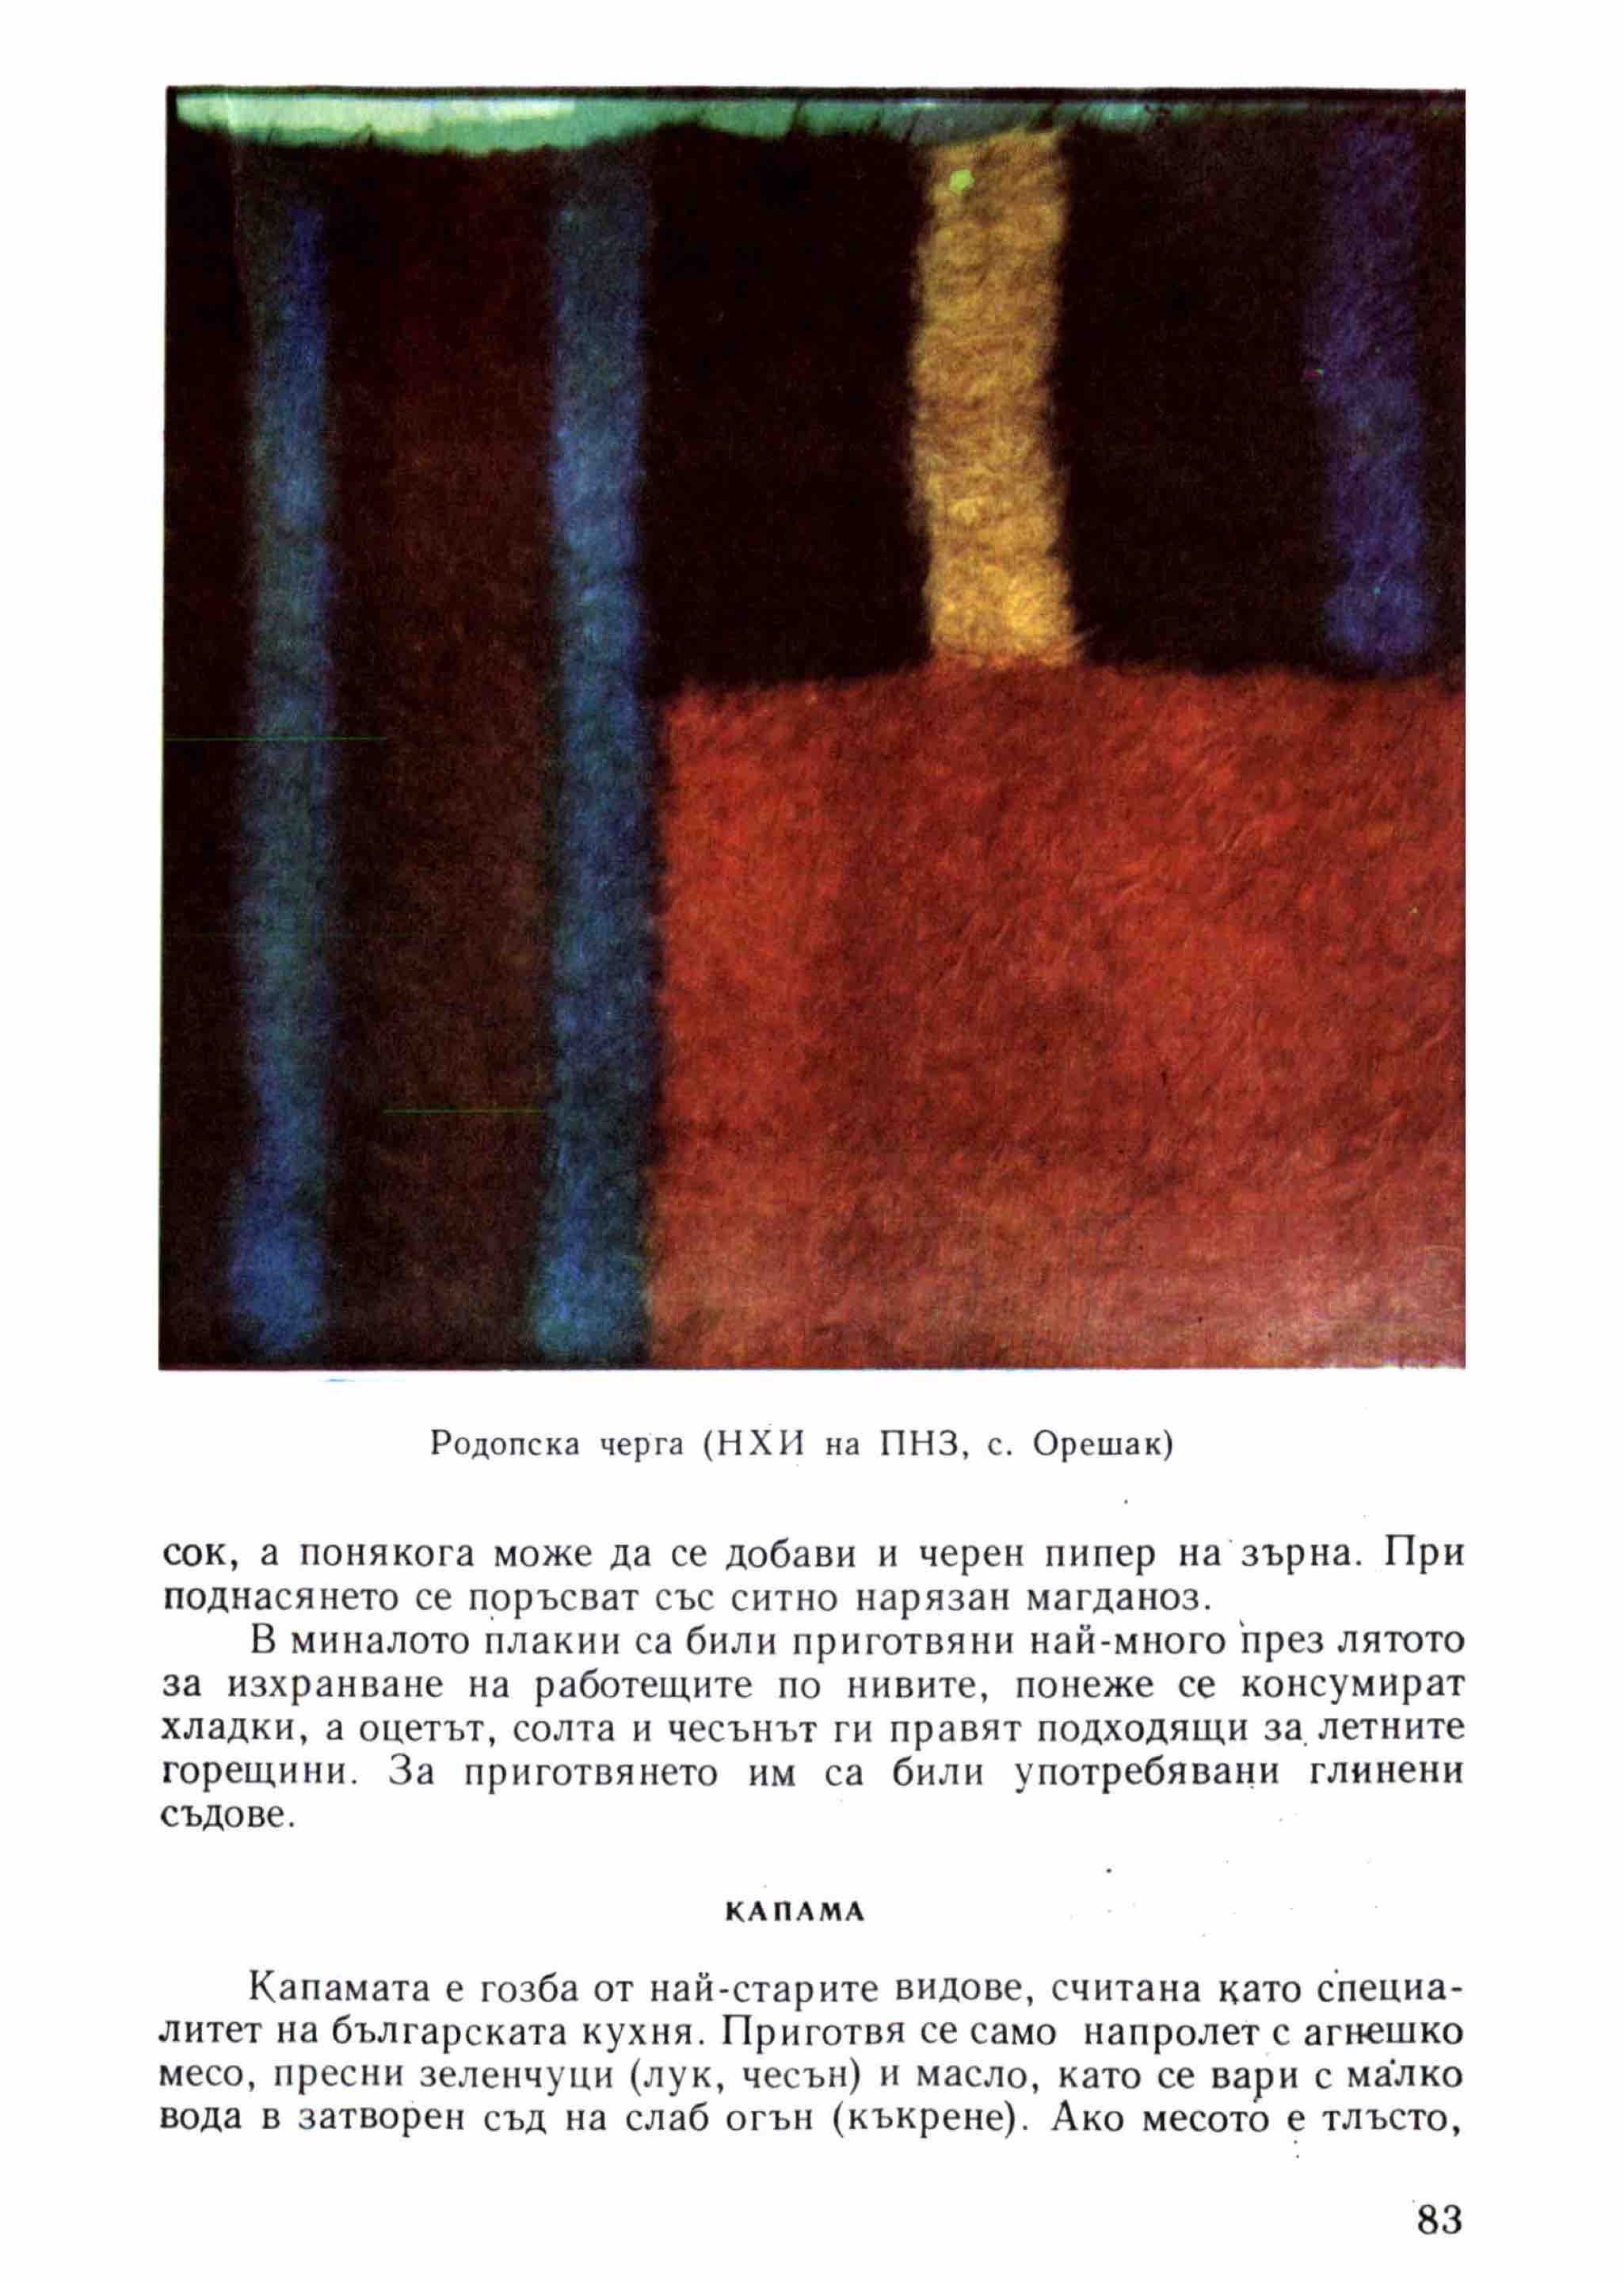 Родопска черга (НХИ на ПНЗ, с. Орешак)
сок, а понякога може да се добави и черен пипер на зърна. При
поднасянето се поръсват със ситно нарязан магданоз.
В миналото плакии са били приготвяни най-много през лятото
за изхранване на работещите по нивите, понеже се консумират
хладки, а оцетът, солта и чесънът ги правят подходящи за летните
горещини. За приготвянето им са били употребявани глинени
съдове.
КАПАМА
Капамата е гозба от най-старите видове, считана като специа-
литет на българската кухня. Приготвя се само напролет с агнешко
месо, пресни зеленчуци (лук, чесън) и масло, като се вари с малко
вода в затворен съд на слаб огън (къкрене). Ако месото е тлъсто,
83